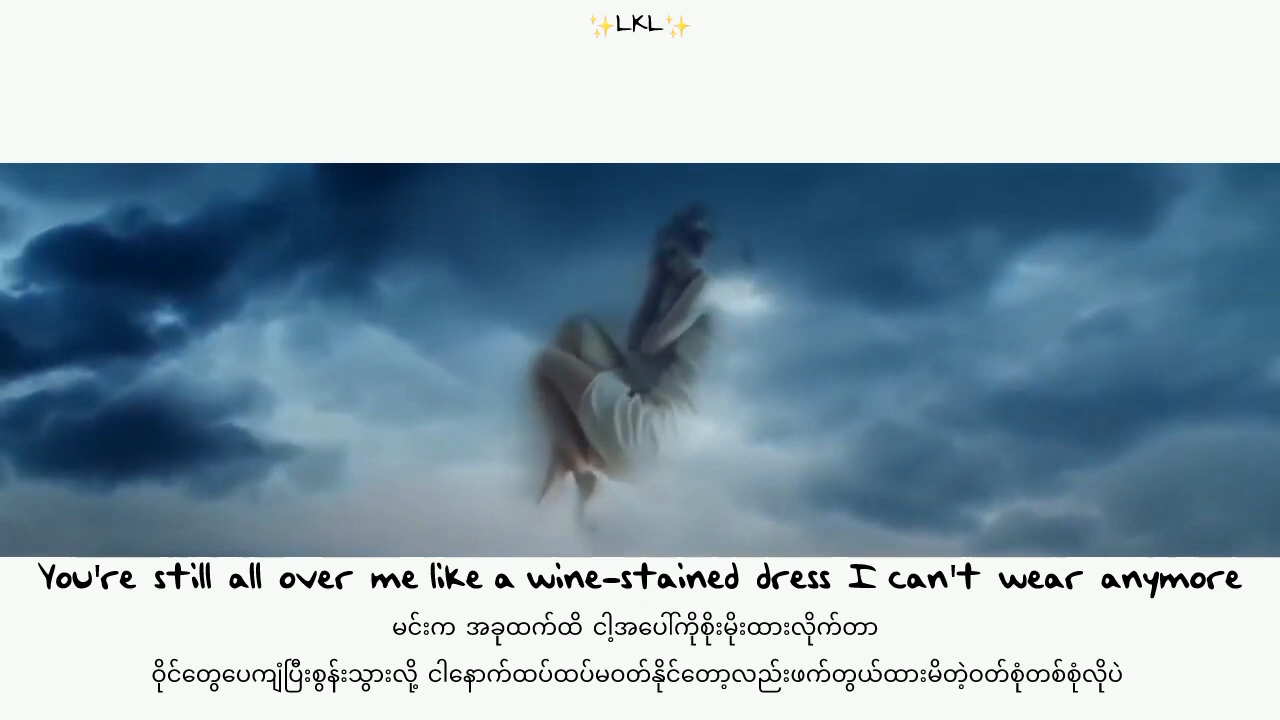 ✨LKL✨
You're still all over me like a wine-stained dress I can't wear anymore
မင်းက အခုထက်ထိ ငါ့အပေါ်ကိုစိုးမိုးထားလိုက်တာ
ဝိုင်တွေပေကျံပြီးစွန်းသွားလို့ ငါနောက်ထပ်ထပ်မဝတ်နိုင်တော့လည်းဖက်တွယ်ထားမိတဲ့ဝတ်စုံတစ်စုံလိုပဲ